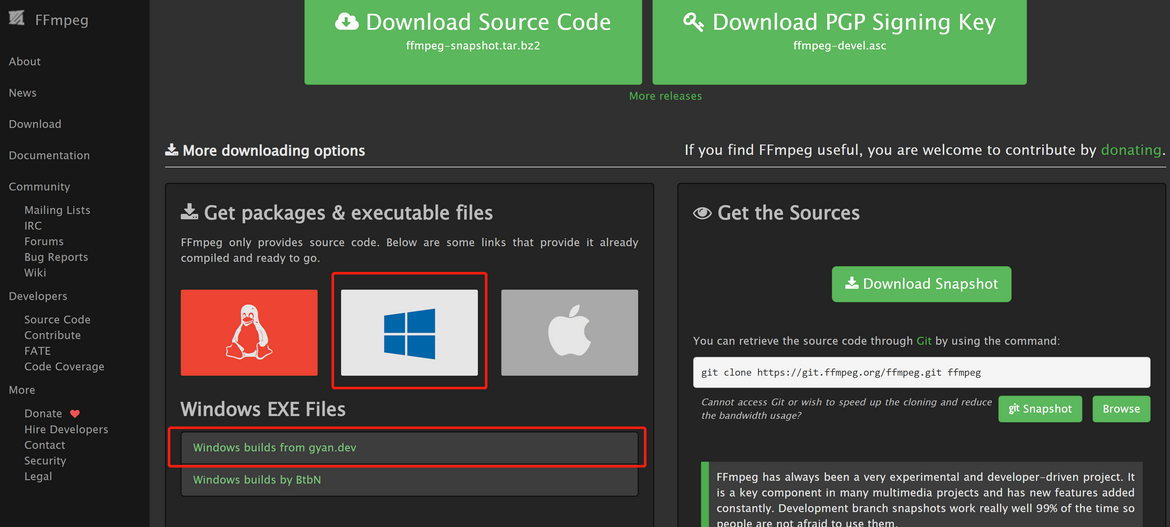 FFmpeg
About
News
Download
Documentation
Community
Mailing Lists
IRC
Forums
Bug Reports
Wiki
Developers
Source Code
Contribute
FATE
Code Coverage
More
Donate
Hire Developers
Contact
Security
Legal
Download Source Code
ffmpeg-snapshot.tar.bz2
Download PGP Signing Key
ffmpeg-devel.asc
More releases
More downloading options
If you find FFmpeg useful, you are welcome to contribute by donating.
Get packages & executable files
FFmpeg only provides source code. Below are some links that provide it already
compiled and ready to go.
Windows EXE Files
Windows builds from gyan.dev
Windows builds by BtbN
Get the Sources
Download Snapshot
You can retrieve the source code through Git by using the command:
git clone https://git.ffmpeg.org/ffmpeg.git ffmpeg
Cannot access Git or wish to speed up the cloning and reduce
the bandwidth usage?
git Snapshot
Browse
FFmpeg has always been a very experimental and developer-driven project. It
is a key component in many multimedia projects and has new features added
constantly. Development branch snapshots work really well 99% of the time so
people are not afraid to use them.